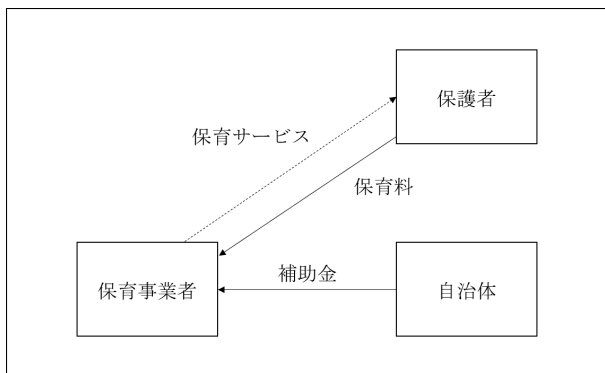 保護者
保育サービス
保育料
保育事業者
補助金
自治体